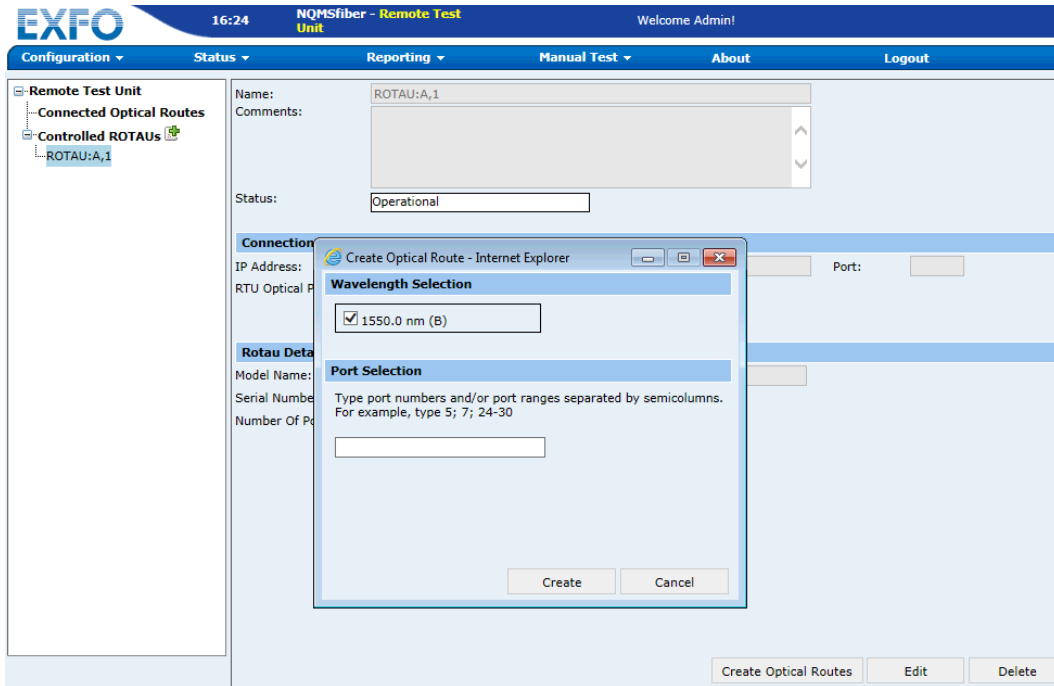 EXFO
16:24
NQMSfiber - Remote Test
Unit
Welcome Admin!
Configuration
Status
Reporting
Manual Test
About
Logout
Remote Test Unit
Connected Optical Routes
Controlled ROTAUs
ROTAU:A,1
Name:
ROTAU:A,1
Comments:
Status:
Operational
Connection
IP Address:
Port:
RTU Optical P
Rotau Deta
Model Name:
Serial Numbe
Number Of Po
Create Optical Route - Internet Explorer
Wavelength Selection
1550.0 nm (B)
Port Selection
Type port numbers and/or port ranges separated by semicolumns.
For example, type 5; 7; 24-30
Create
Cancel
Create Optical Routes
Edit
Delete